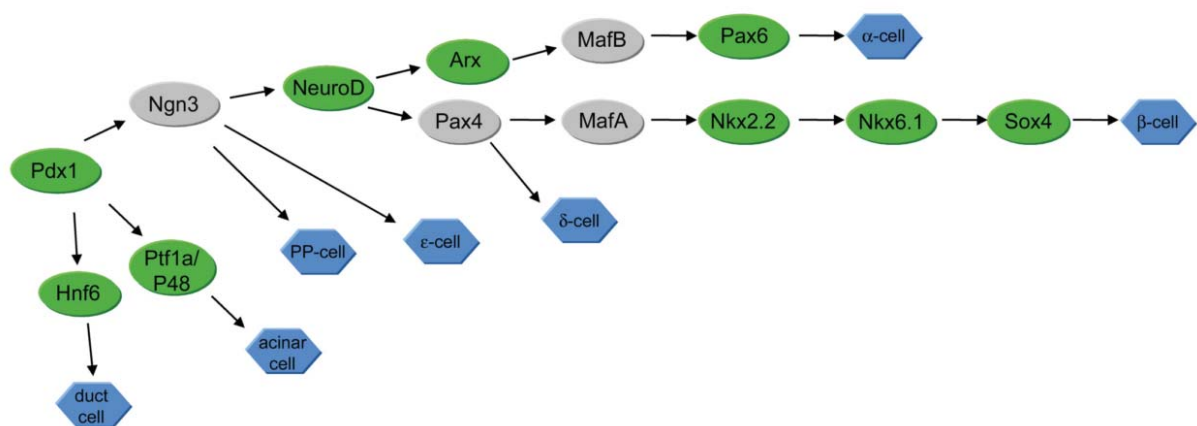 MafB
Pax6
α-cell
Arx
NeuroD
Ngn3
Pax4
MafA
Nkx2.2
Nkx6.1
Sox4
β-cell
Pdx1
δ-cell
PP-cell
ε-cell
Ptf1a/
P48
Hnf6
acinar
cell
duct
cell